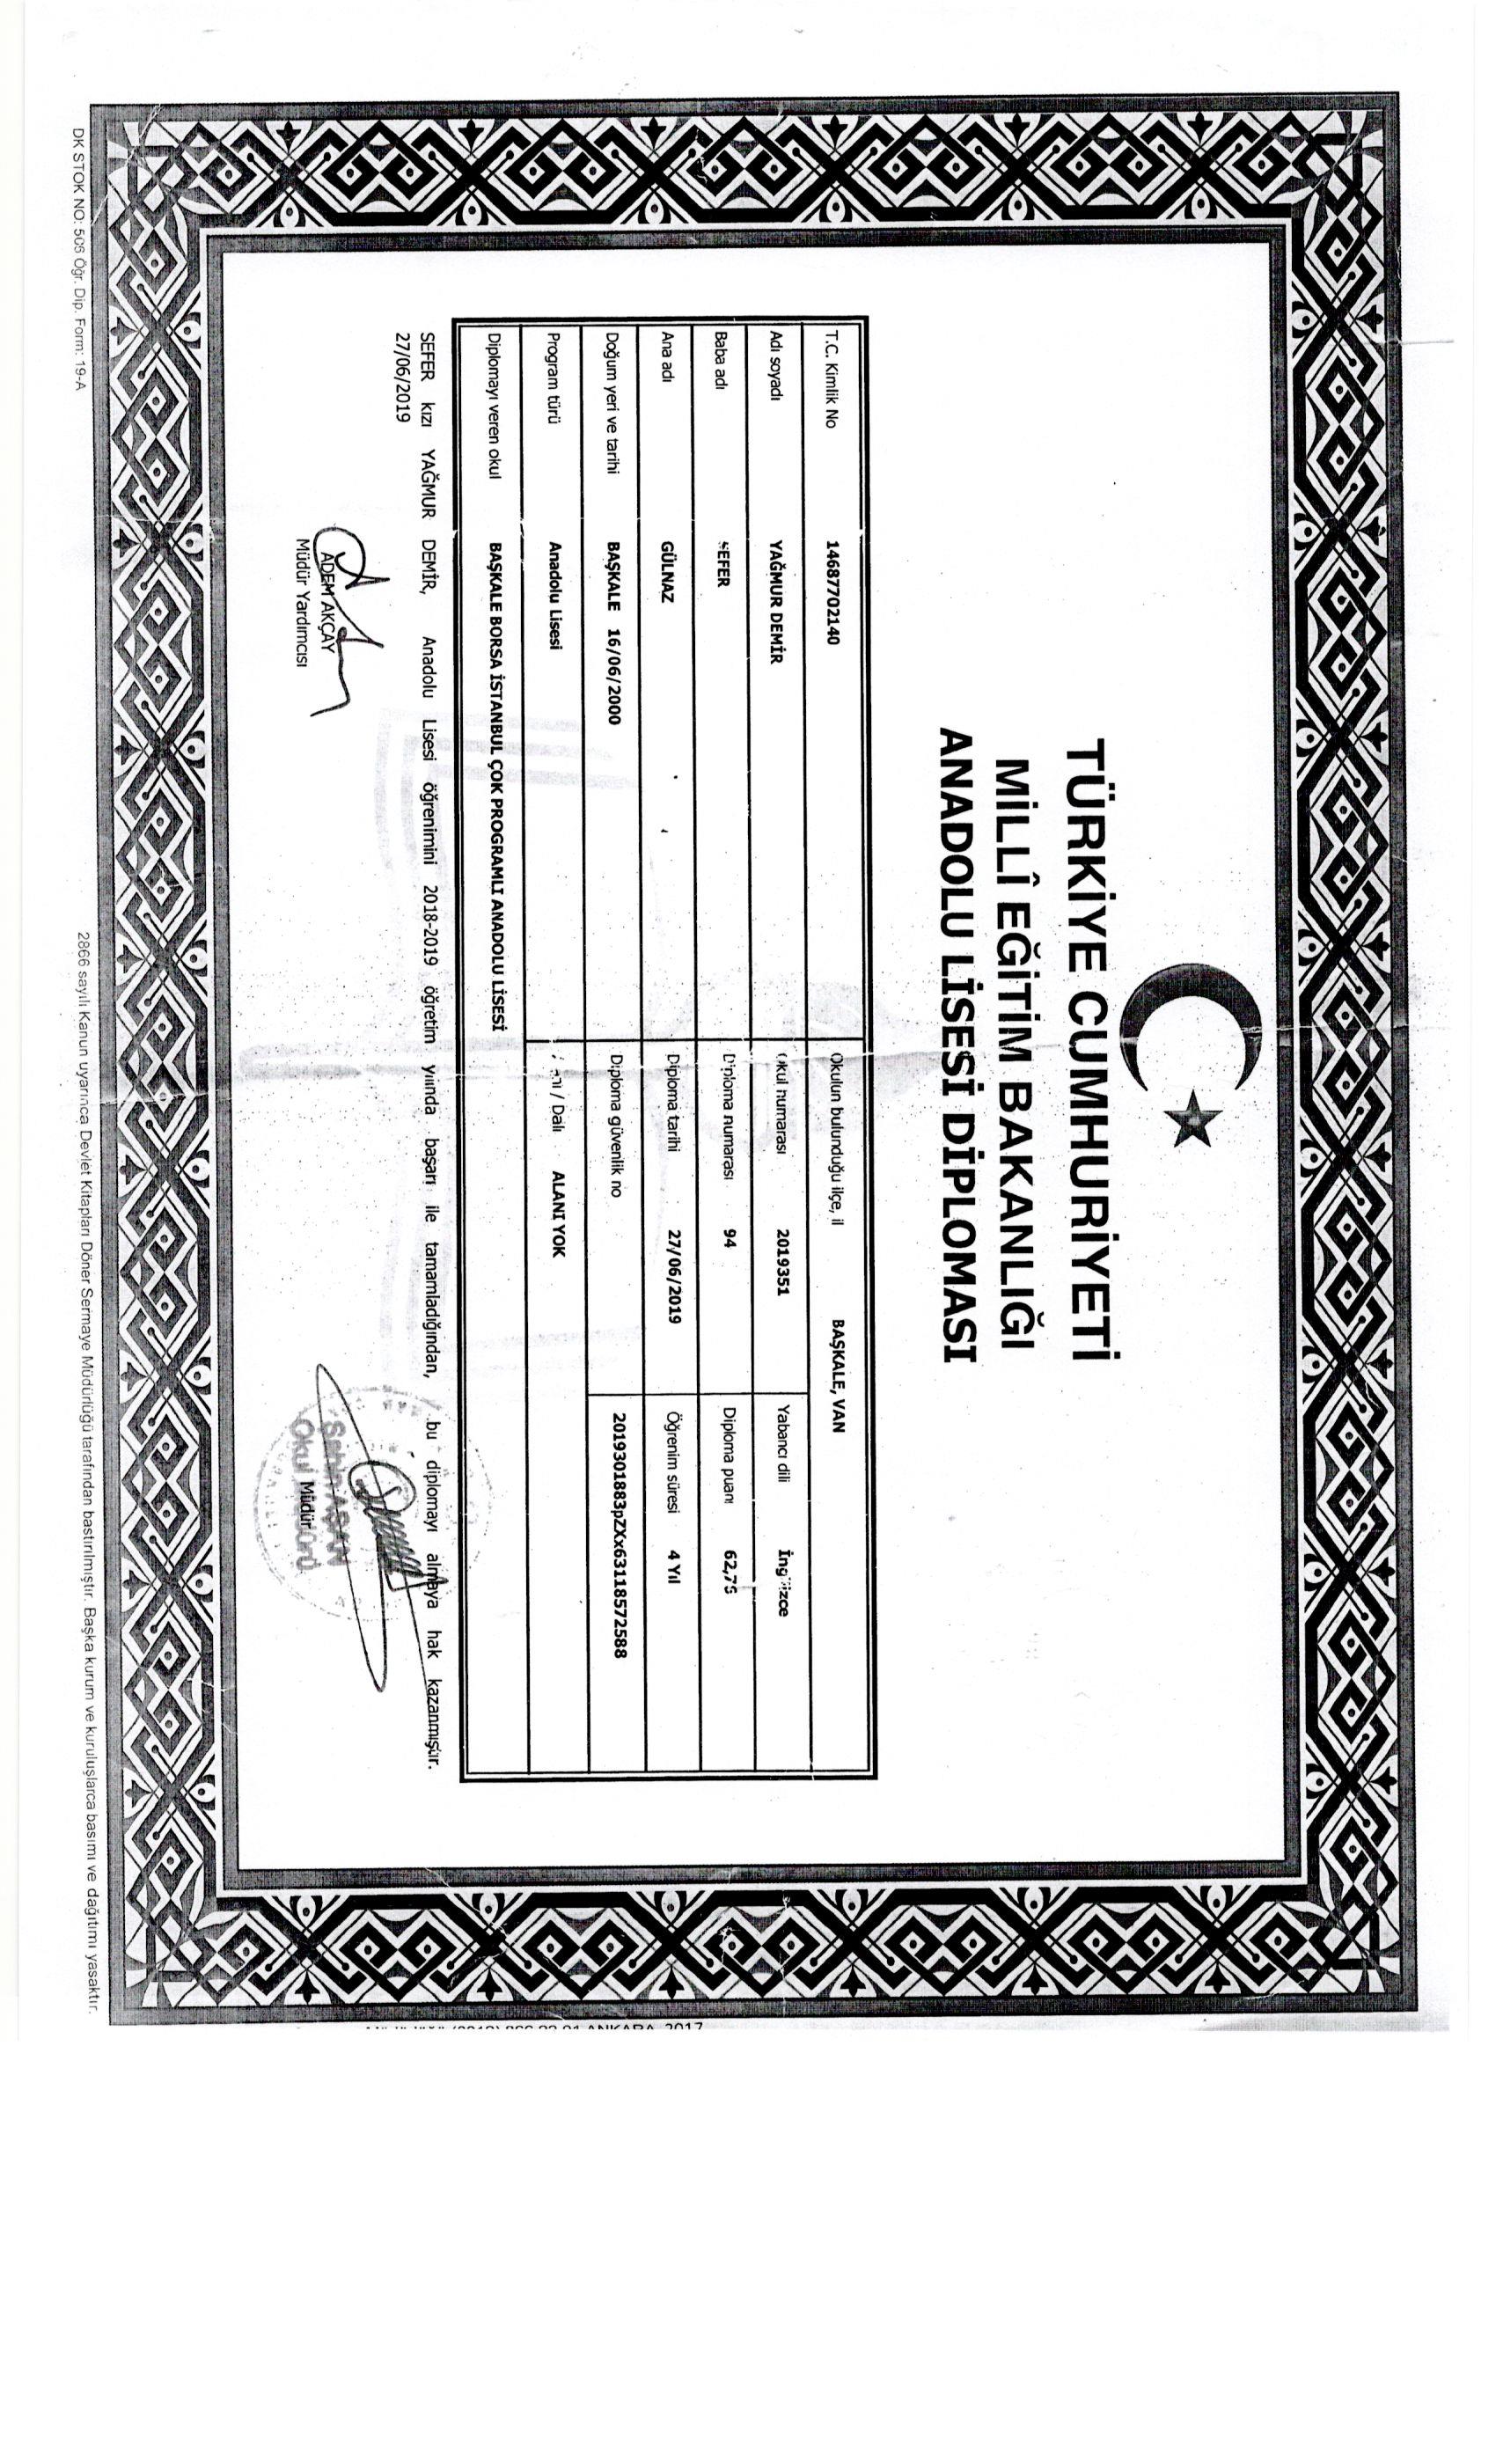 TÜRKİYE CUMHURİYETİ
MİLLÎ EĞİTİM BAKANLIĞI
ANADOLU LİSESİ DİPLOMASI
T.C. Kimlik No 14687702140 Okulun bulunduğu ilçe, il BAŞKALE, VAN
Adı soyadı YAĞMUR DEMİR Okul numarası 2019351 Yabancı dili İngilizce
Baba adı SEFER Diploma numarası 94 Diploma puanı 62,75
Ana adı GÜLNAZ Diploma tarihi 27/06/2019 Öğrenim süresi 4 Yıl
Doğum yeri ve tarihi BAŞKALE 16/06/2000 Diploma güvenlik no 2019301883pZXx63118572588
Program türü Anadolu Lisesi / Dalı ALANI YOK
Diplomayı veren okul BAŞKALE BORSA İSTANBUL ÇOK PROGRAMLI ANADOLU LİSESİ
SEFER kızı YAĞMUR DEMİR, Anadolu Lisesi öğrenimini 2018-2019 öğretim yılında başarı ile tamamladığından, bu diplomayı almaya hak kazanmıştır.
27/06/2019
ADEM AKÇAY
Müdür Yardımcısı
AŞAN
Okul Müdürü
DK STOK NO: 506 Öğr. Dip. Form: 19-A
2866 sayılı Kanun uyarınca Devlet Kitapları Döner Sermaye Müdürlüğü tarafından bastırılmıştır. Başka kurum ve kuruluşlarca basımı ve dağıtımı yasaktır.
ANKARA 2017